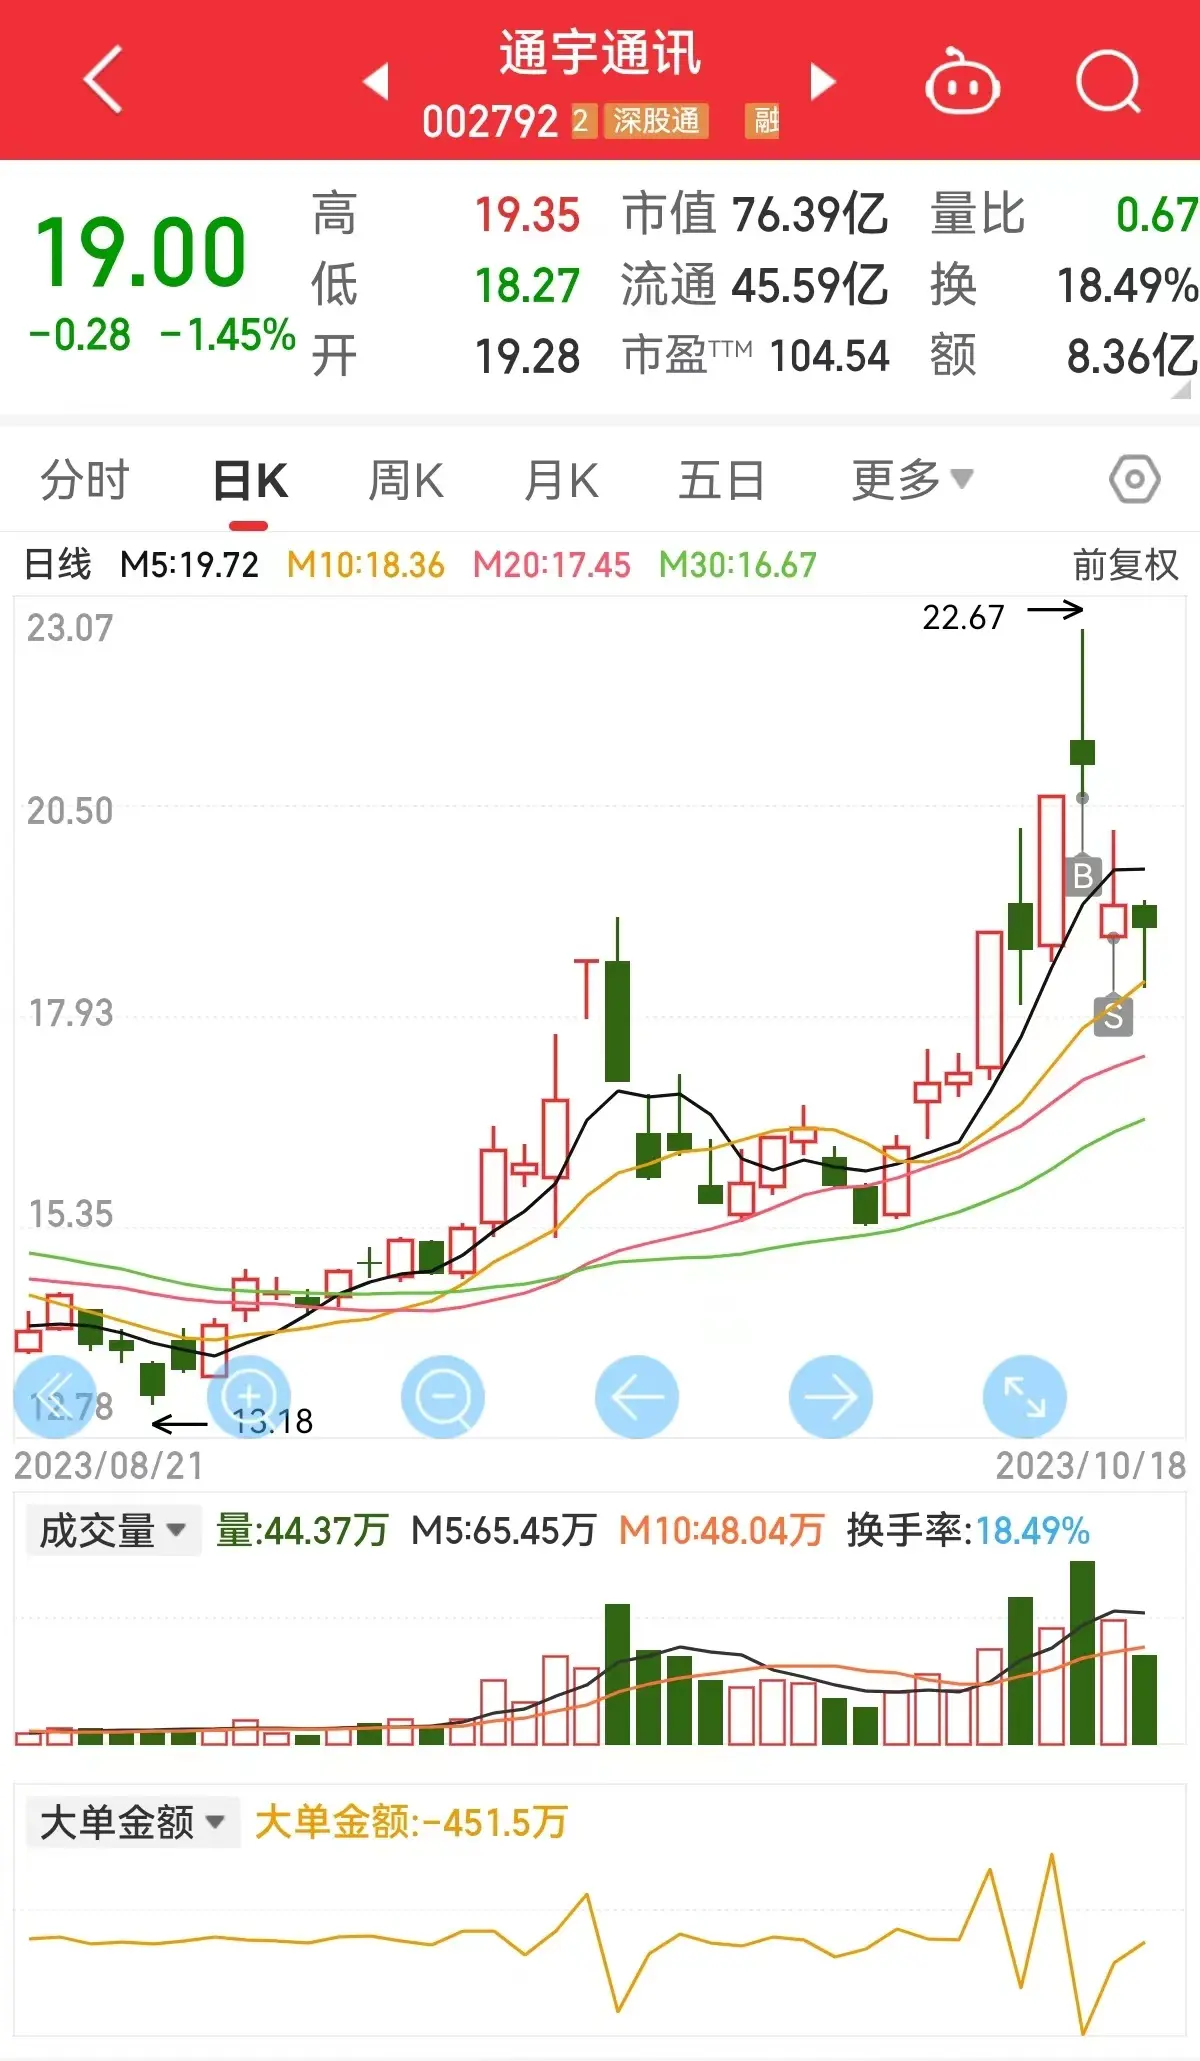 通宇通讯
002792 2 深股通 融
19.00
-0.28 -1.45%
高 19.35 市值 76.39亿 量比 0.67
低 18.27 流通 45.59亿 换 18.49%
开 19.28 市盈TTM 104.54 额 8.36亿
分时 日K 周K 月K 五日 更多
日线 M5:19.72 M10:18.36 M20:17.45 M30:16.67 前复权
23.07
22.67
20.50
B
17.93
S
15.35
12.78
13.18
2023/08/21 2023/10/18
成交量 量:44.37万 M5:65.45万 M10:48.04万 换手率:18.49%
大单金额 大单金额:-451.5万